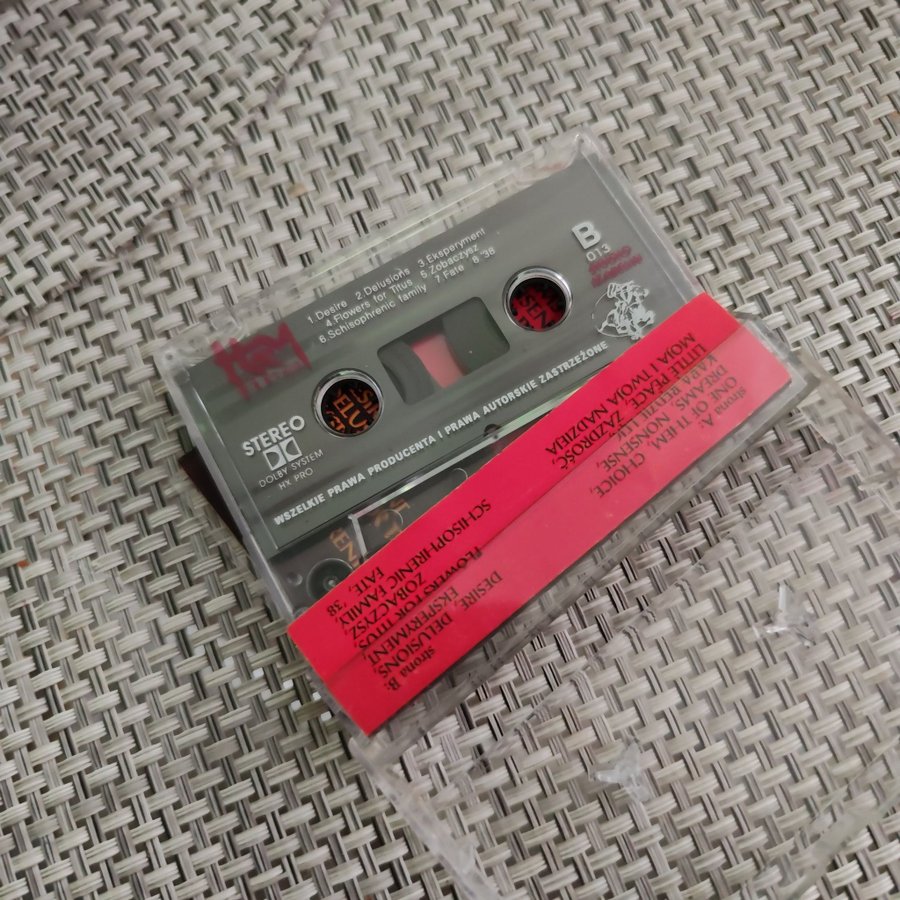 B
013
1.Desire 2.Delusions 3.Eksperyment
4.Flowers for Titus 5.Zobaczysz
6.Schisophrenic family 7.Fate 8.'38
STEREO
DOLBY SYSTEM
HX PRO
WSZELKIE PRAWA PRODUCENTA I PRAWA AUTORSKIE ZASTRZEŻONE
strona A:
ONE OF THEM, CHOICE,
DREAMS, NONSENSE,
LITTLE PEACE, ZAZDROŚĆ,
MOJA I TWOJA NADZIEJA
strona B:
DESIRE, DELUSIONS,
EKSPERYMENT,
FLOWERS FOR TITUS,
ZOBACZYSZ,
SCHISOPHRENIC FAMILY
FATE, '38